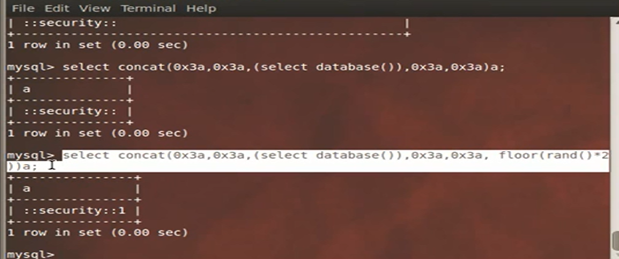 File Edit View Terminal Help
| ::security:: |
+-----------------------------------------------+
1 row in set (0.00 sec)
mysql> select concat(0x3a,0x3a,(select database()),0x3a,0x3a)a;
+--------------+
| a |
+--------------+
| ::security:: |
+--------------+
1 row in set (0.00 sec)
mysql> select concat(0x3a,0x3a,(select database()),0x3a,0x3a, floor(rand()*2
))a;
+---------------+
| a |
+---------------+
| ::security::1 |
+---------------+
1 row in set (0.00 sec)
mysql>